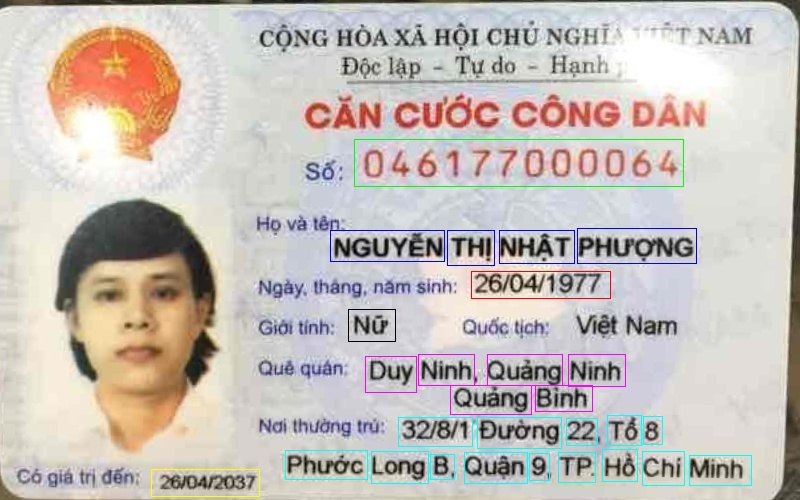 CỘNG HÒA XÃ HỘI CHỦ NGHĨA VIỆT NAM
Độc lập - Tự do - Hạnh
CĂN CƯỚC CÔNG DÂN
Số: 046177000064
Họ và tên:
NGUYỄN THỊ NHẬT PHƯỢNG
Ngày, tháng, năm sinh: 26/04/1977
Giới tính: Nữ Quốc tịch: Việt Nam
Quê quán: Duy Ninh, Quảng Ninh
Quảng Bình
Nơi thường trú: 32/8/1 Đường 22, Tổ 8
Phước Long B, Quận 9, TP. Hồ Chí Minh
Có giá trị đến: 26/04/2037